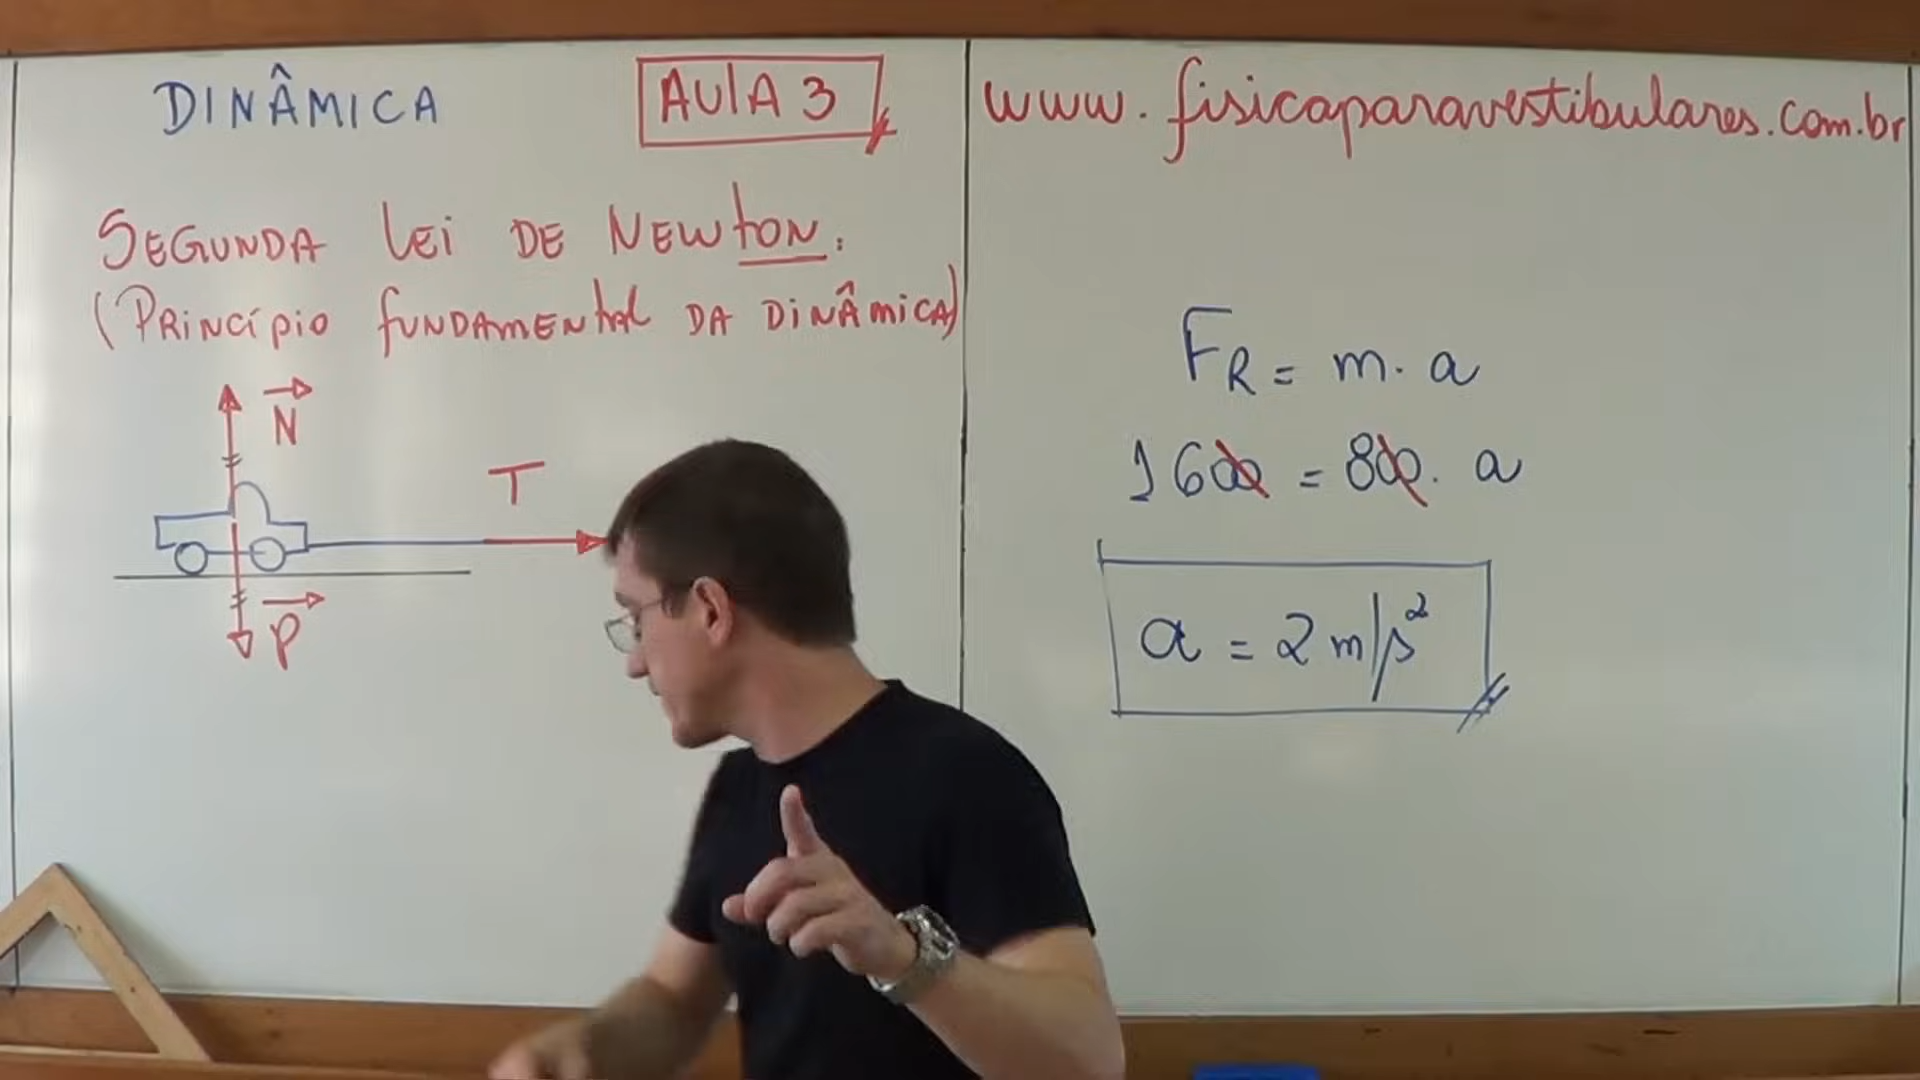 DINÂMICA
AULA 3
SEGUNDA LEI DE NEWTON.
(PRINCÍPIO FUNDAMENTAL DA DINÂMICA)
N
T
P
www.fisicaparavestibulares.com.br
FR = m. a
1600 = 800. a
a = 2 m/s²